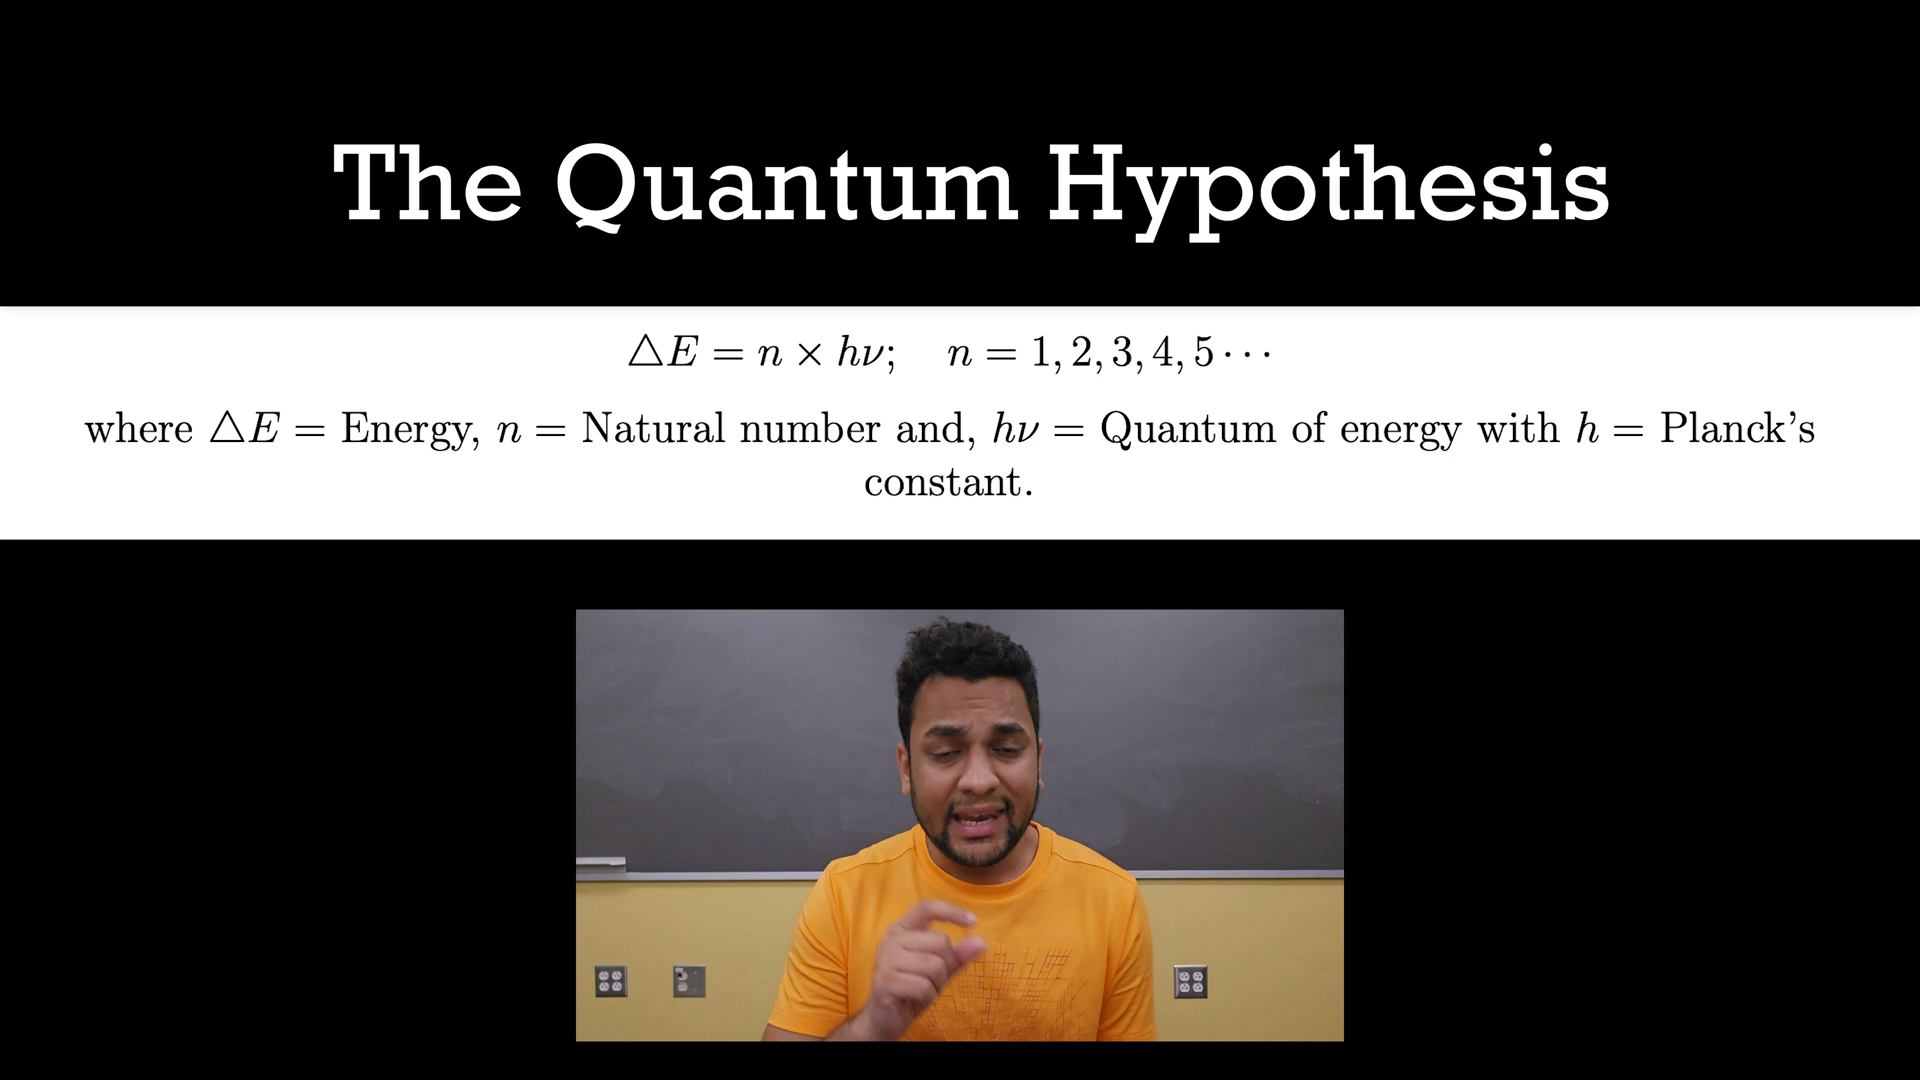 The Quantum Hypothesis
△E = n × hν; n = 1, 2, 3, 4, 5 · · ·
where △E = Energy, n = Natural number and, hν = Quantum of energy with h = Planck’s
constant.